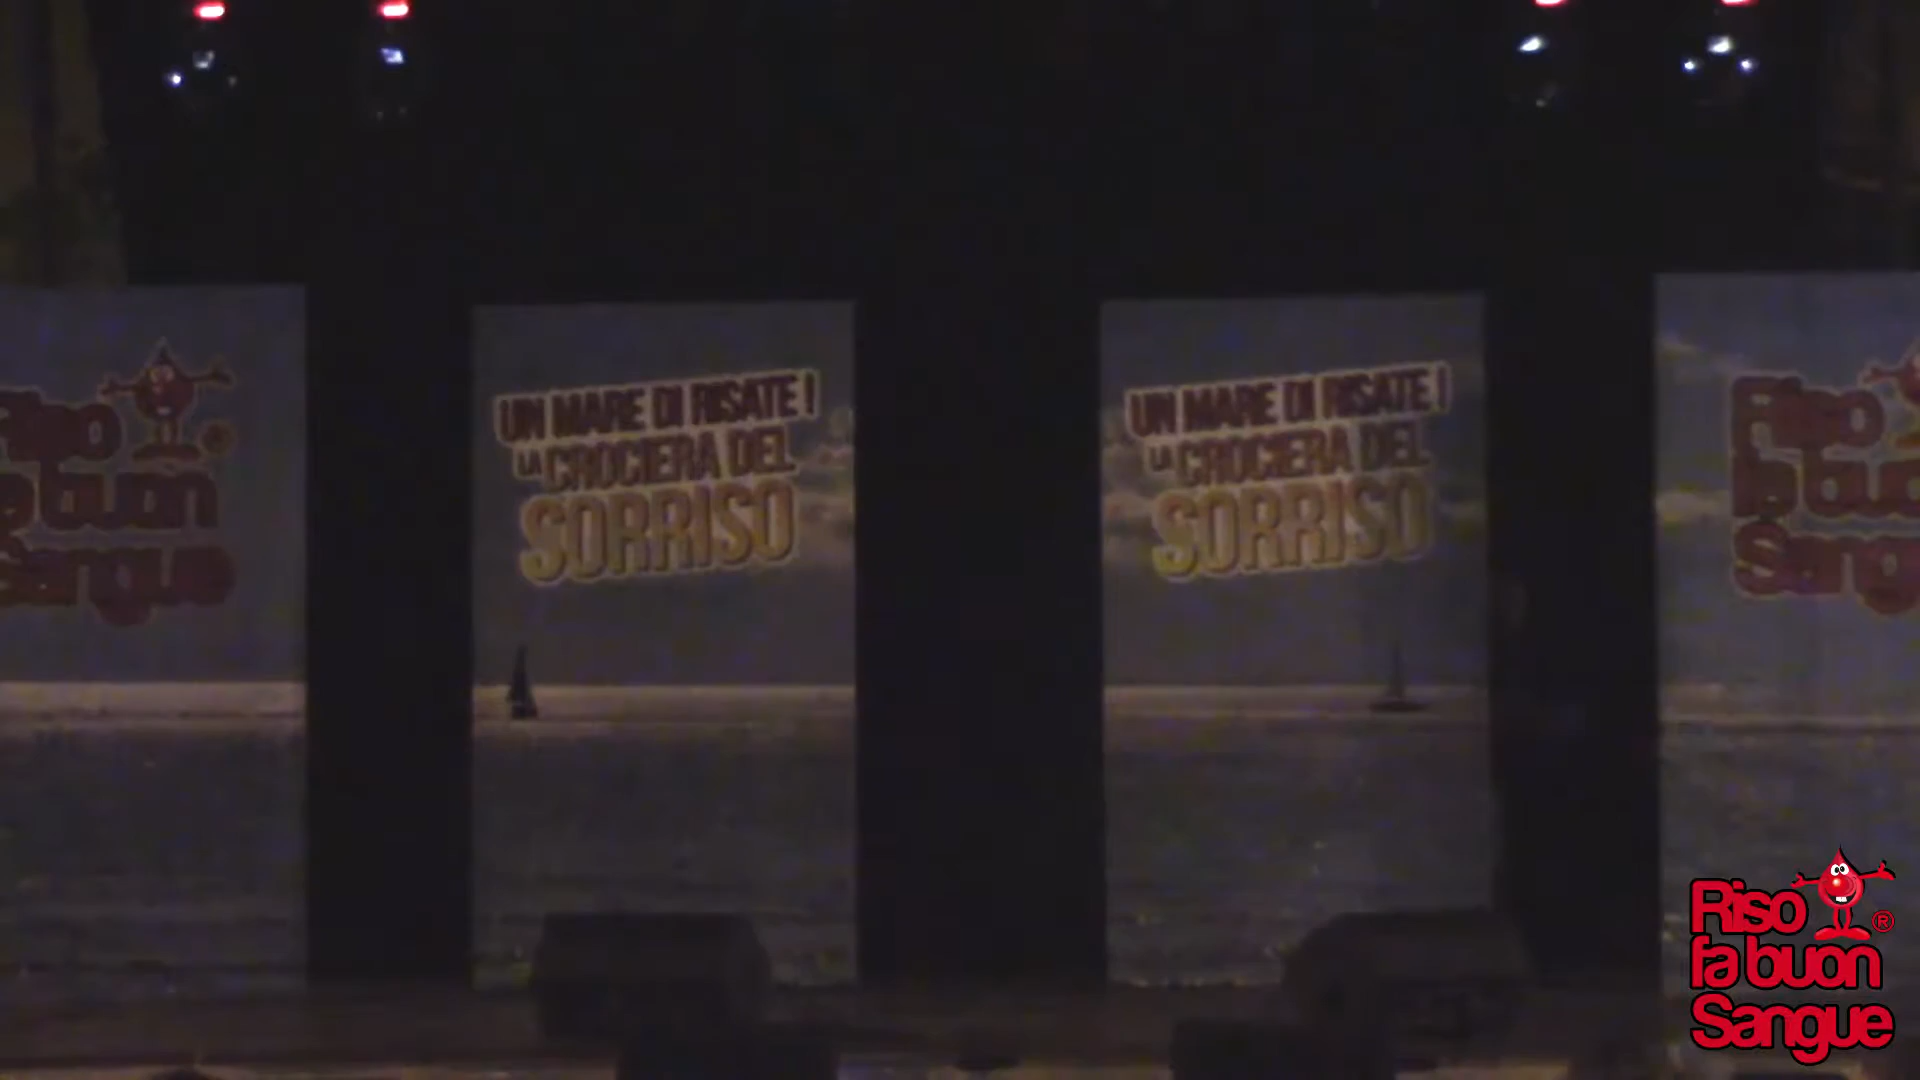 Riso
fa buon
Sangue
UN MARE DI RISATE !
LA CROCIERA DEL
SORRISO
UN MARE DI RISATE !
LA CROCIERA DEL
SORRISO
Riso
fa buon
Sangue
Riso
fa buon
Sangue
®